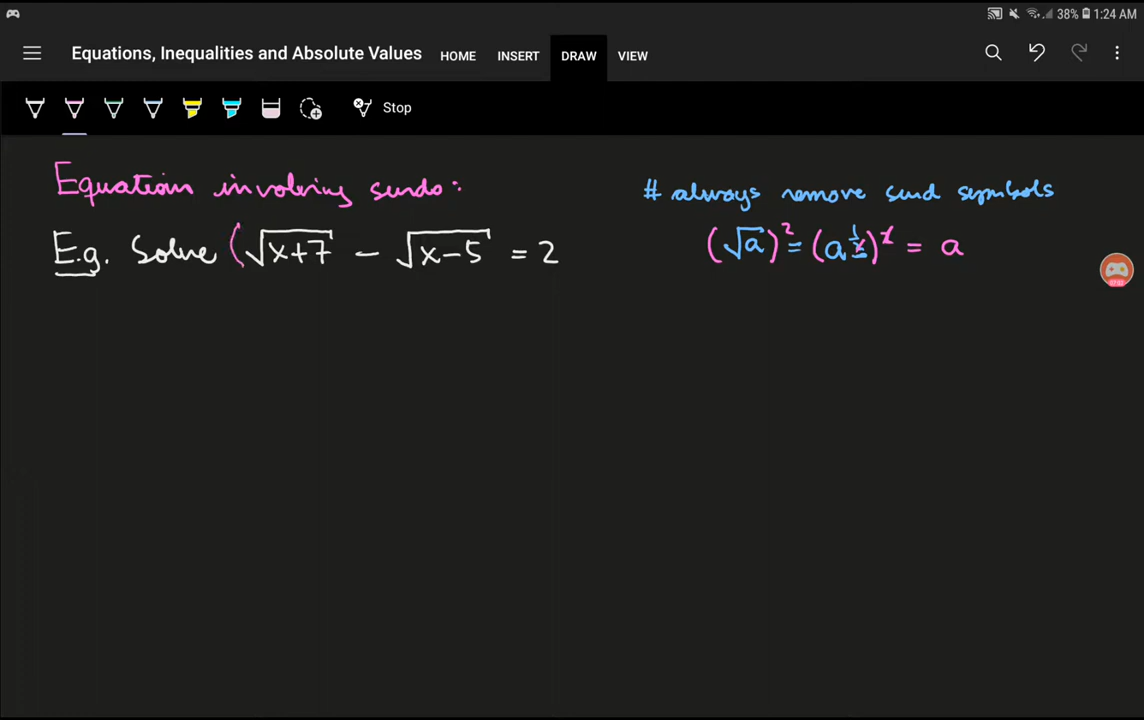 38% 1:24 AM
Equations, Inequalities and Absolute Values HOME INSERT DRAW VIEW
Stop
Equations involving surds:
# always remove surd symbols
E.g. Solve (√x+7 − √x−5 = 2
(√a)² = (a^1/2)² = a